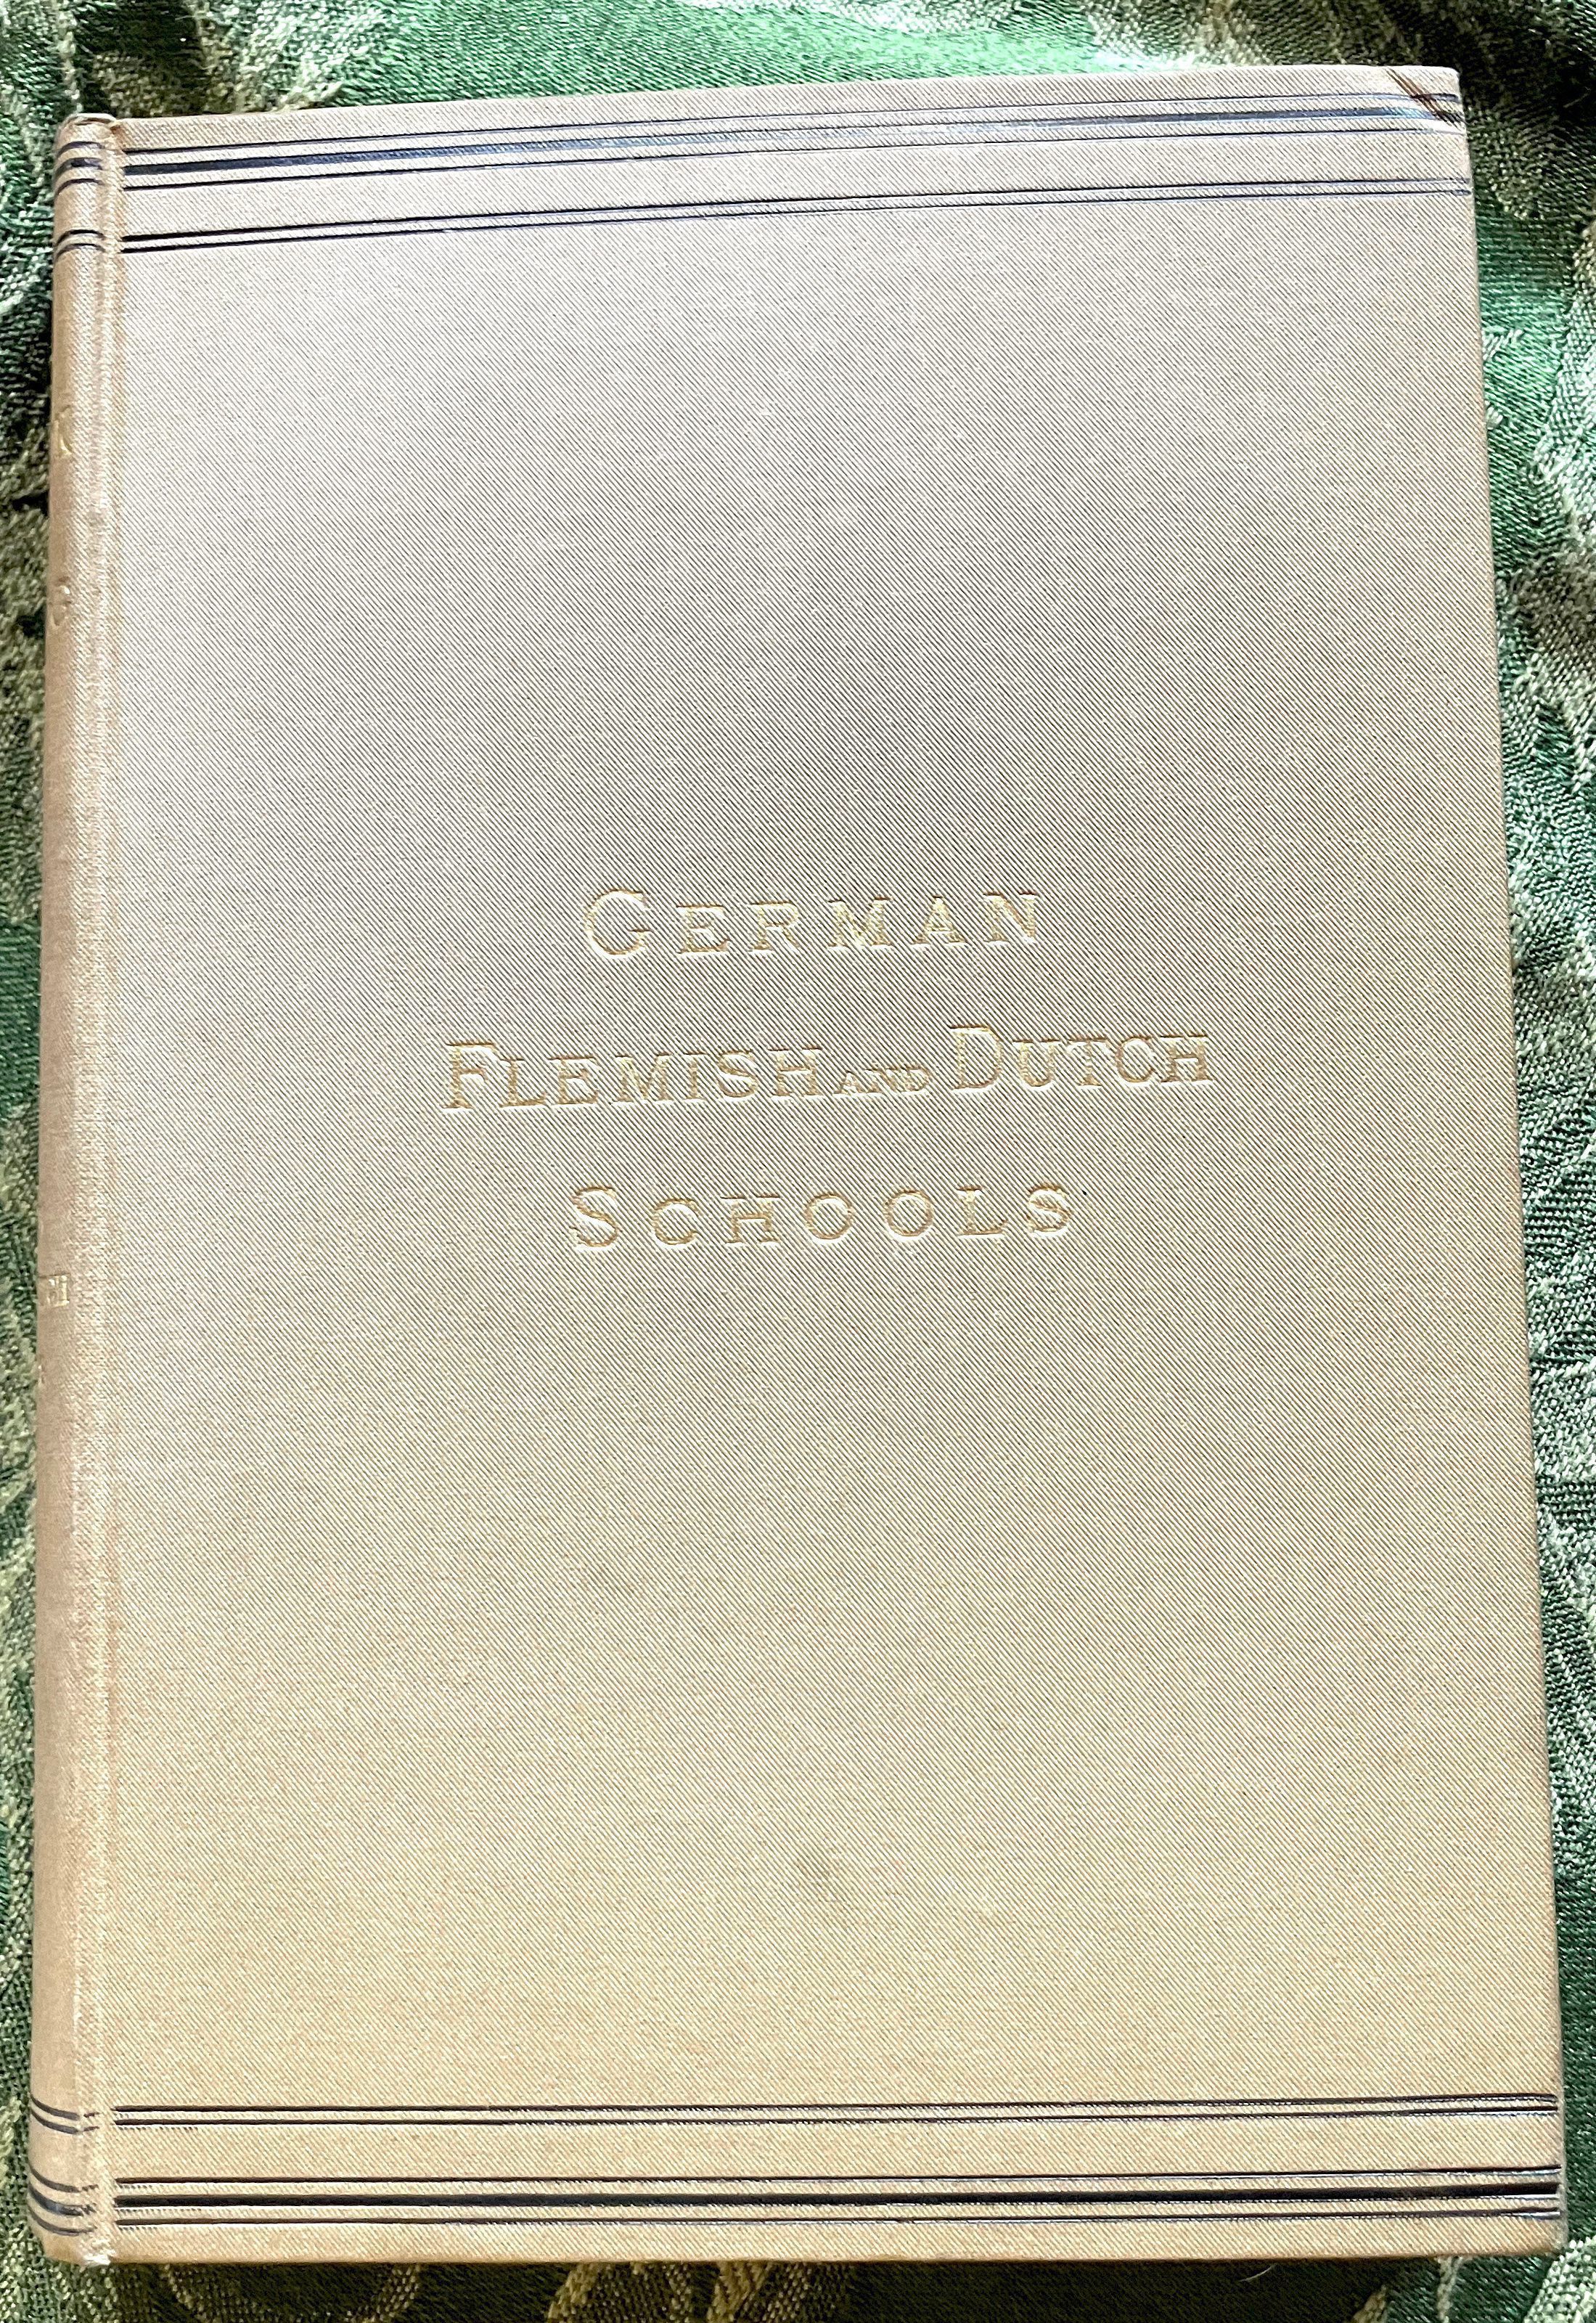 GERMAN
FLEMISH AND DUTCH
SCHOOLS